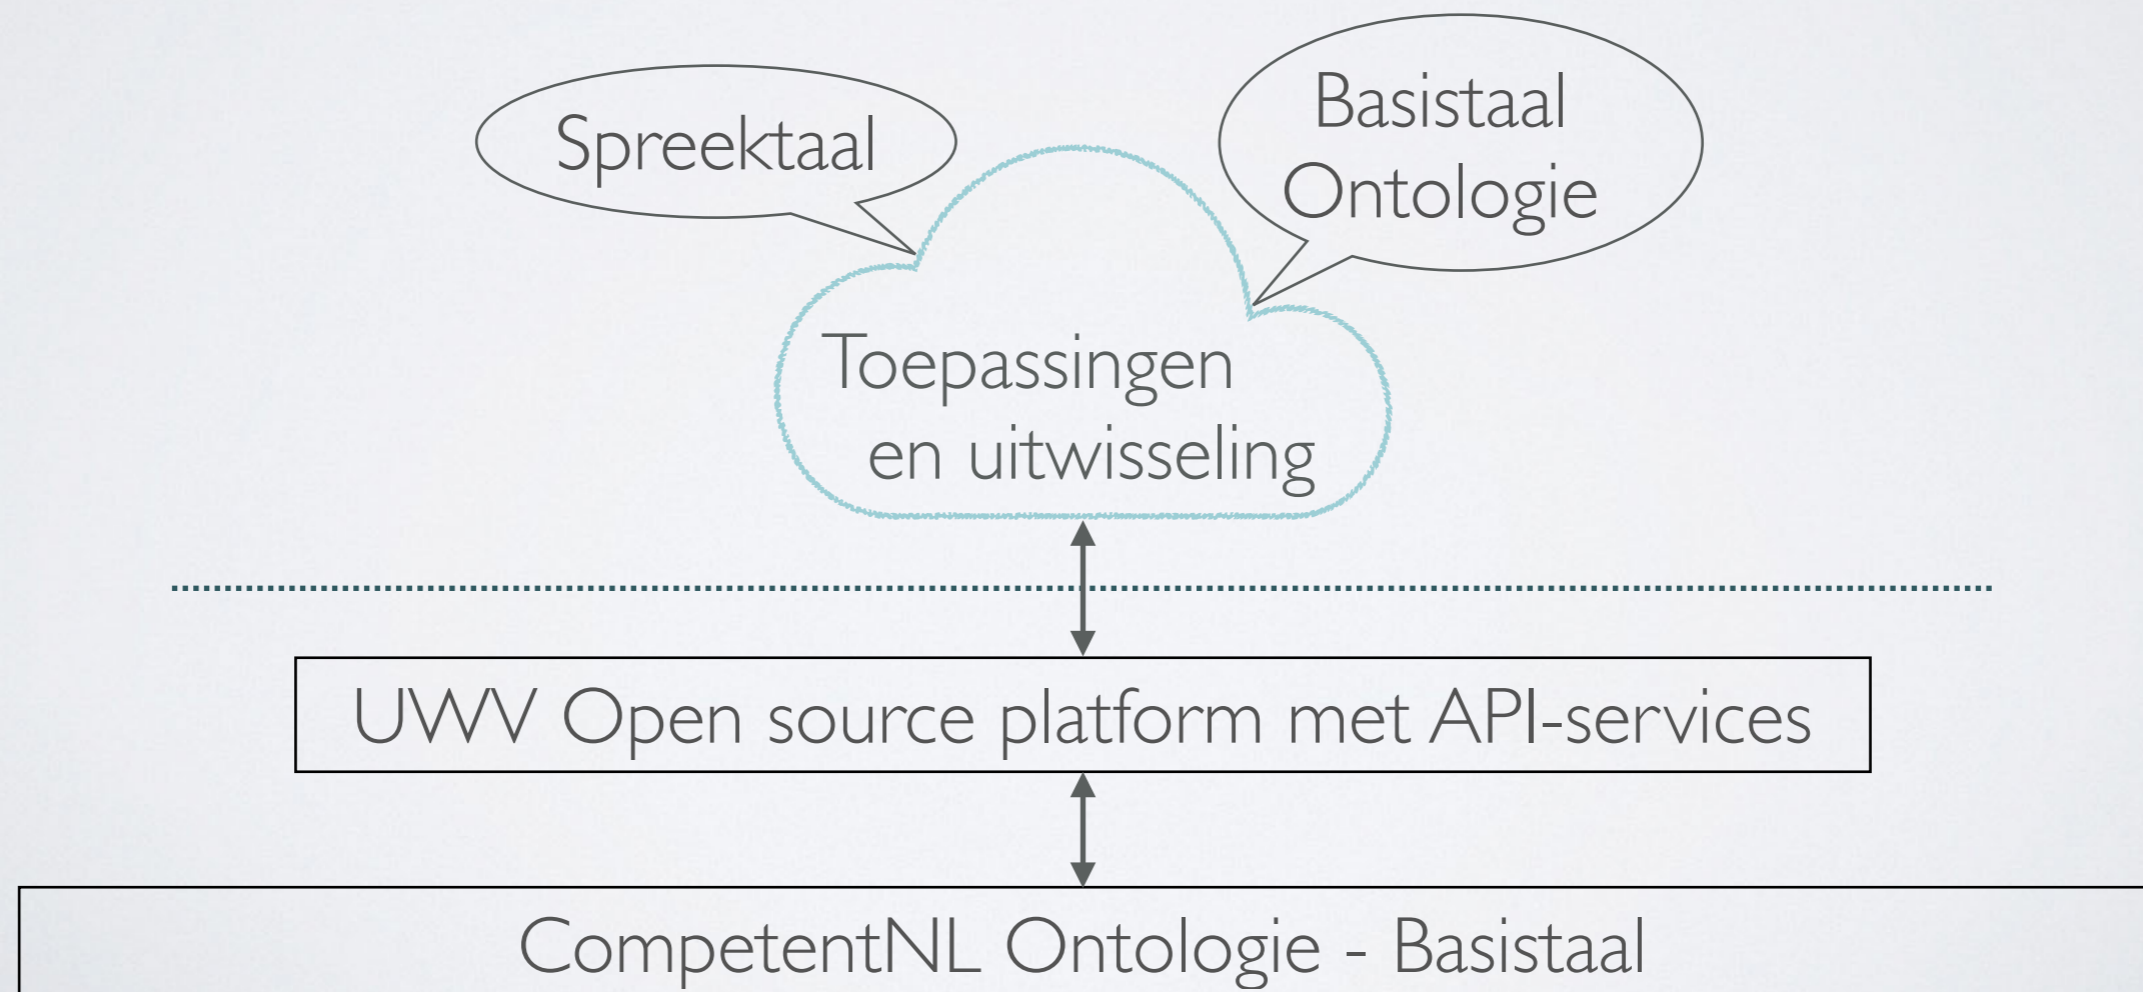 Spreektaal
Basistaal
Ontologie
Toepassingen
en uitwisseling
UWV Open source platform met API-services
CompetentNL Ontologie - Basistaal